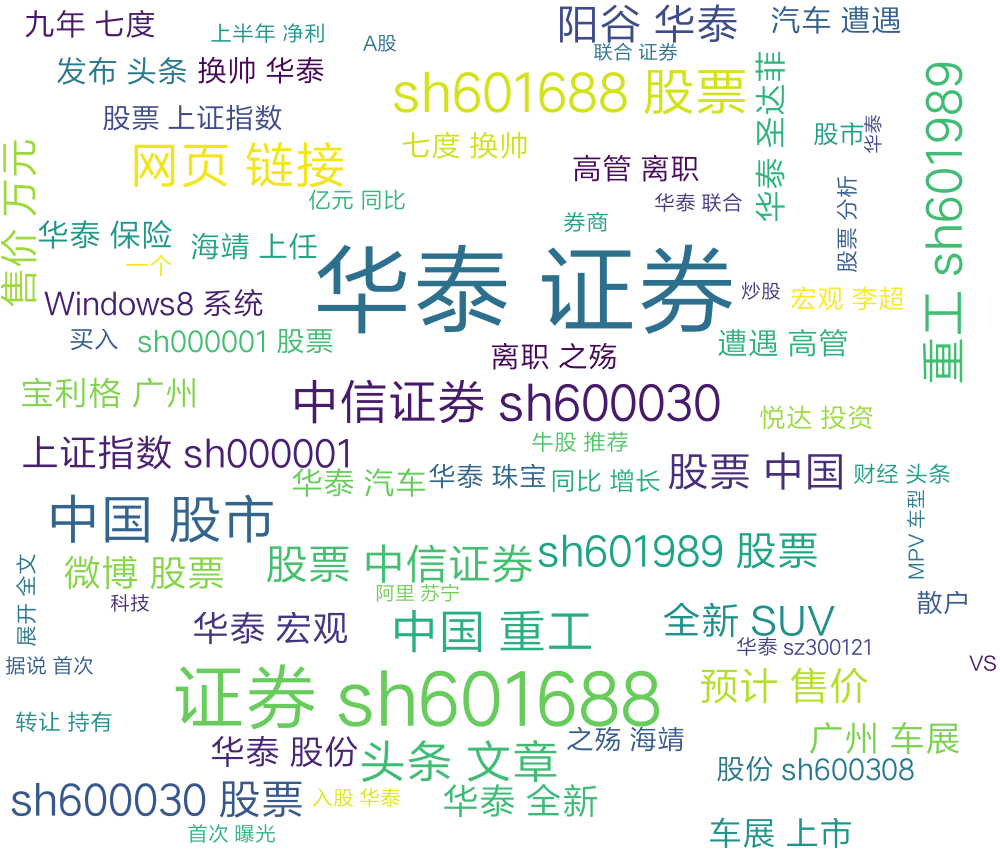 九年 七度
上半年 净利
A股
阳谷 华泰
汽车 遭遇
联合 证券
发布 头条
换帅 华泰
sh601688 股票
华泰 圣达菲
重工 sh601989
股票 上证指数
股市
华泰
网页 链接
七度 换帅
高管 离职
售价 万元
亿元 同比
华泰 联合
股票 分析
华泰 保险
海靖 上任
券商
一个
华泰 证券
Windows8 系统
炒股
宏观 李超
买入
sh000001 股票
离职 之殇
遭遇 高管
宝利格 广州
中信证券 sh600030
悦达 投资
上证指数 sh000001
牛股 推荐
华泰 汽车
华泰 珠宝
同比 增长
股票 中国
财经 头条
中国 股市
MPV 车型
股票 中信证券
sh601989 股票
展开 全文
微博 股票
阿里 苏宁
科技
散户
华泰 宏观
中国 重工
全新 SUV
华泰 sz300121
据说 首次
VS
证券 sh601688
预计 售价
转让 持有
华泰 股份
头条 文章
之殇 海靖
广州 车展
股份 sh600308
sh600030 股票
入股 华泰
华泰 全新
首次 曝光
车展 上市